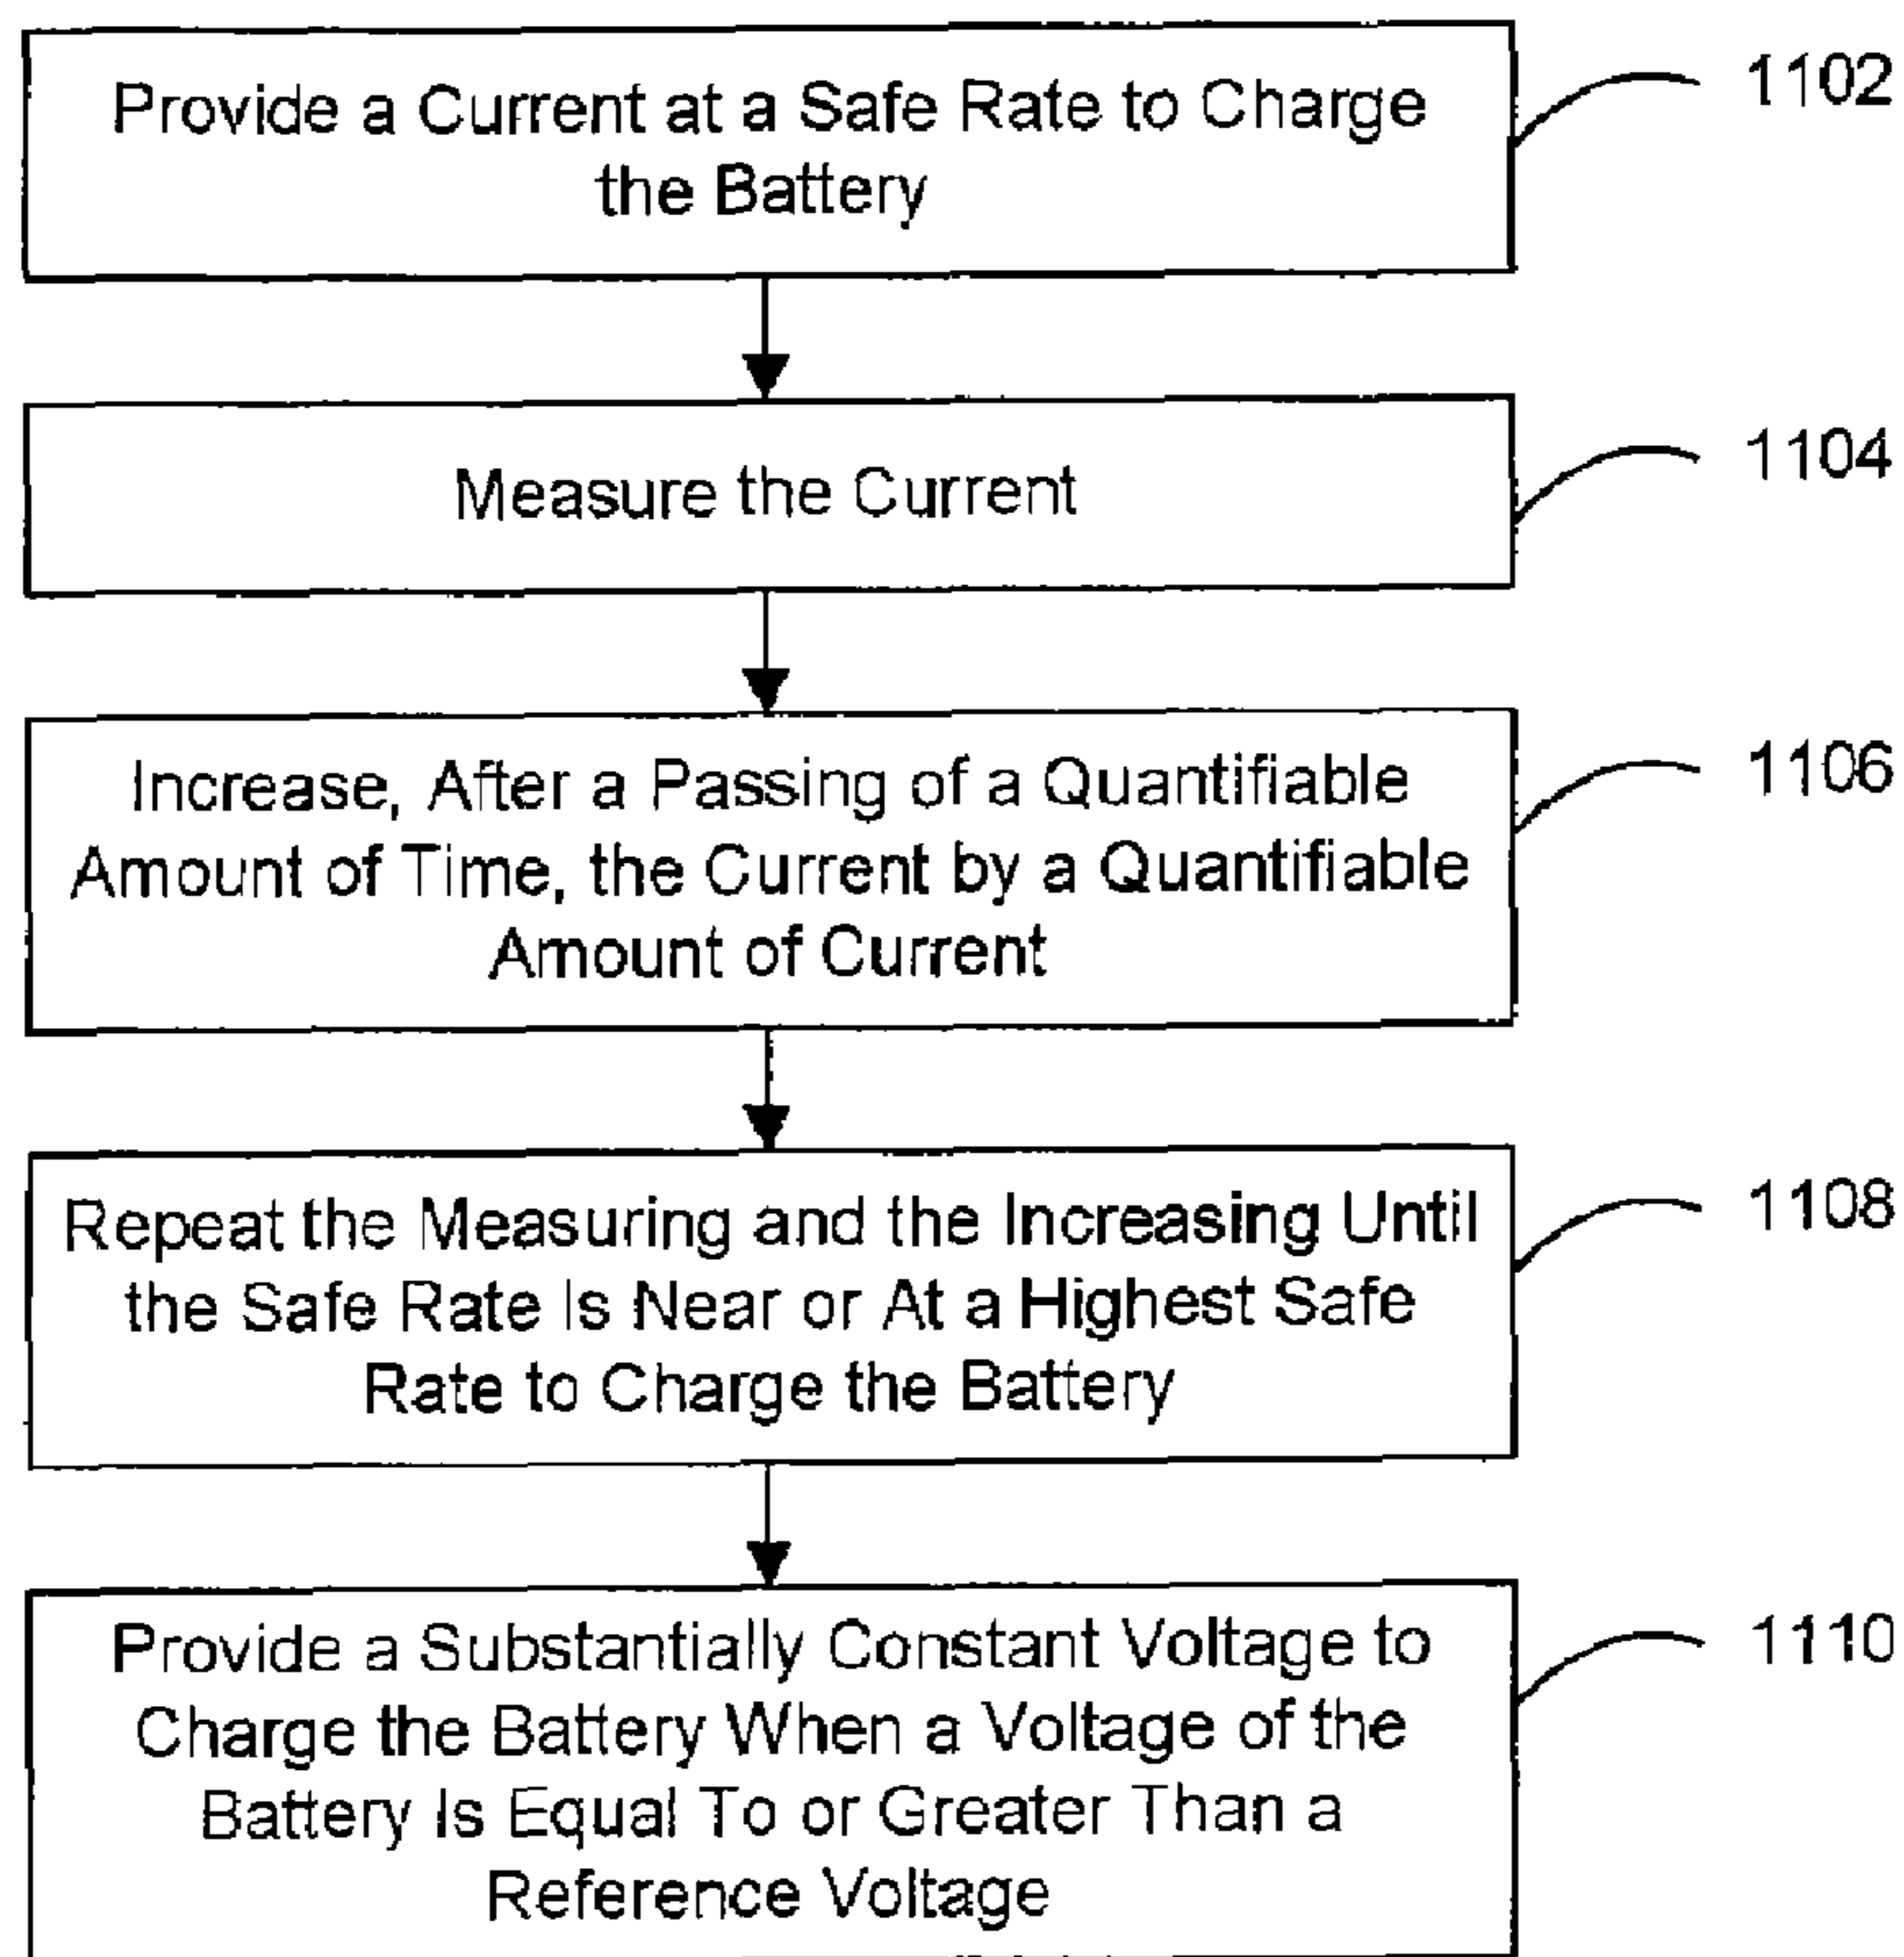 Provide a Current at a Safe Rate to Charge
the Battery
1102
Measure the Current
1104
Increase, After a Passing of a Quantifiable
Amount of Time, the Current by a Quantifiable
Amount of Current
1106
Repeat the Measuring and the Increasing Until
the Safe Rate Is Near or At a Highest Safe
Rate to Charge the Battery
1108
Provide a Substantially Constant Voltage to
Charge the Battery When a Voltage of the
Battery Is Equal To or Greater Than a
Reference Voltage
1110